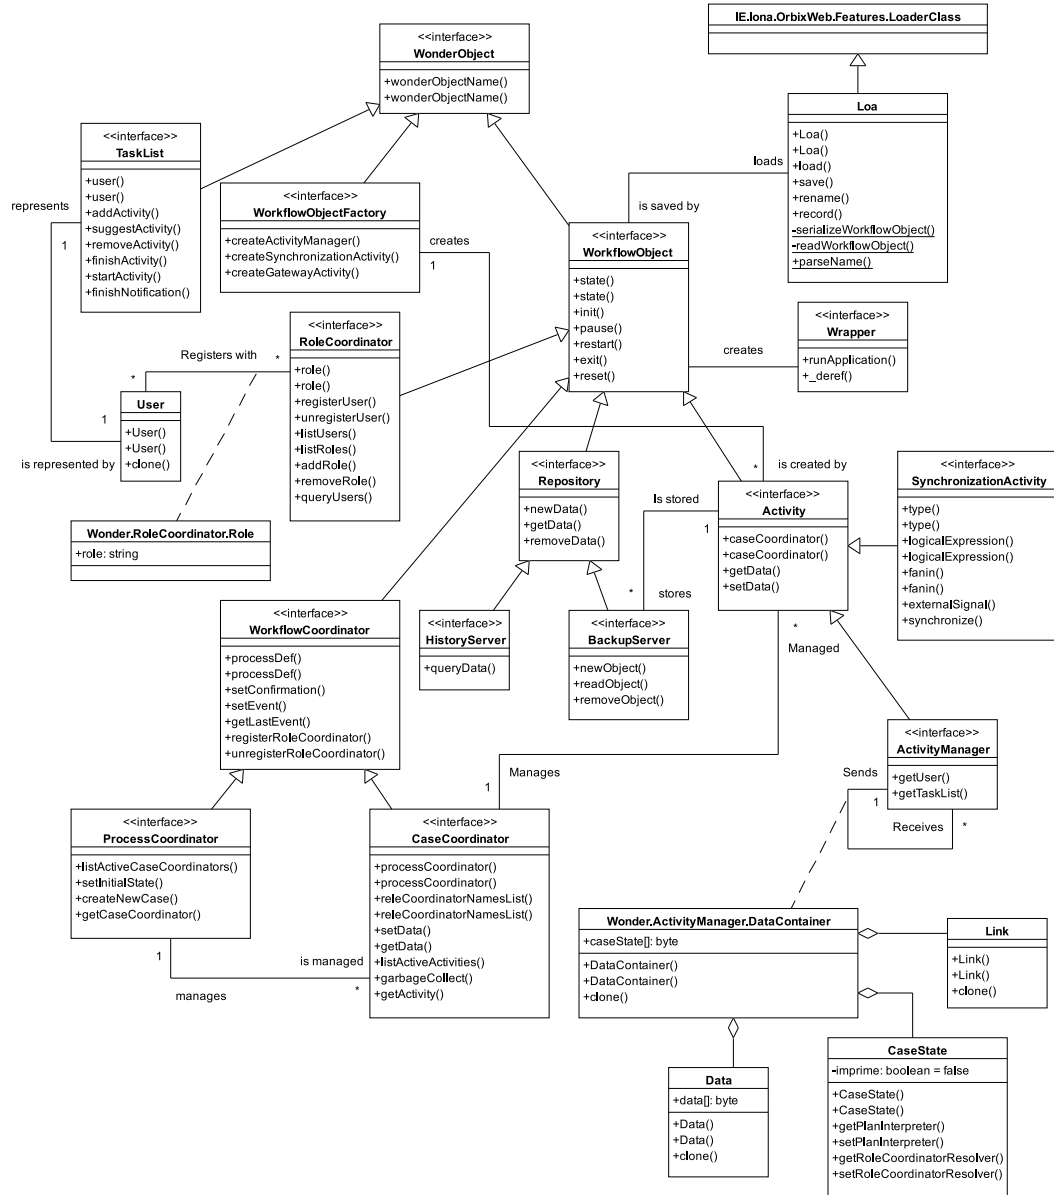 IE.Iona.OrbixWeb.Features.LoaderClass
<<interface>>
WonderObject
+wonderObjectName()
+wonderObjectName()
Loa
+Loa()
+Loa()
+load()
+save()
+rename()
+record()
-serializeWorkflowObject()
-readWorkflowObject()
+parseName()
<<interface>>
TaskList
+user()
+user()
+addActivity()
+suggestActivity()
+removeActivity()
+finishActivity()
+startActivity()
+finishNotification()
loads
is saved by
represents
1
<<interface>>
WorkflowObjectFactory
+createActivityManager()
+createSynchronizationActivity()
+createGatewayActivity()
creates
1
<<interface>>
WorkflowObject
+state()
+state()
+init()
+pause()
+restart()
+exit()
+reset()
<<interface>>
Wrapper
+runApplication()
+_deref()
creates
<<interface>>
RoleCoordinator
+role()
+role()
+registerUser()
+unregisterUser()
+listUsers()
+listRoles()
+addRole()
+removeRole()
+queryUsers()
Registers with
*
*
User
+User()
+User()
+clone()
1
is represented by
Wonder.RoleCoordinator.Role
+role: string
<<interface>>
Repository
+newData()
+getData()
+removeData()
*
is created by
Is stored
1
<<interface>>
Activity
+caseCoordinator()
+caseCoordinator()
+getData()
+setData()
<<interface>>
SynchronizationActivity
+type()
+type()
+logicalExpression()
+logicalExpression()
+fanin()
+fanin()
+externalSignal()
+synchronize()
*
stores
<<interface>>
WorkflowCoordinator
+processDef()
+processDef()
+setConfirmation()
+setEvent()
+getLastEvent()
+registerRoleCoordinator()
+unregisterRoleCoordinator()
<<interface>>
HistoryServer
+queryData()
<<interface>>
BackupServer
+newObject()
+readObject()
+removeObject()
*
Managed
<<interface>>
ActivityManager
+getUser()
+getTaskList()
Sends
1
Receives
*
Manages
1
<<interface>>
ProcessCoordinator
+listActiveCaseCoordinators()
+setInitialState()
+createNewCase()
+getCaseCoordinator()
<<interface>>
CaseCoordinator
+processCoordinator()
+processCoordinator()
+releCoordinatorNamesList()
+releCoordinatorNamesList()
+setData()
+getData()
+listActiveActivities()
+garbageCollect()
+getActivity()
1
is managed
manages
*
Wonder.ActivityManager.DataContainer
+caseState[]: byte
+DataContainer()
+DataContainer()
+clone()
Link
+Link()
+Link()
+clone()
Data
+data[]: byte
+Data()
+Data()
+clone()
CaseState
-imprime: boolean = false
+CaseState()
+CaseState()
+getPlanInterpreter()
+setPlanInterpreter()
+getRoleCoordinatorResolver()
+setRoleCoordinatorResolver()